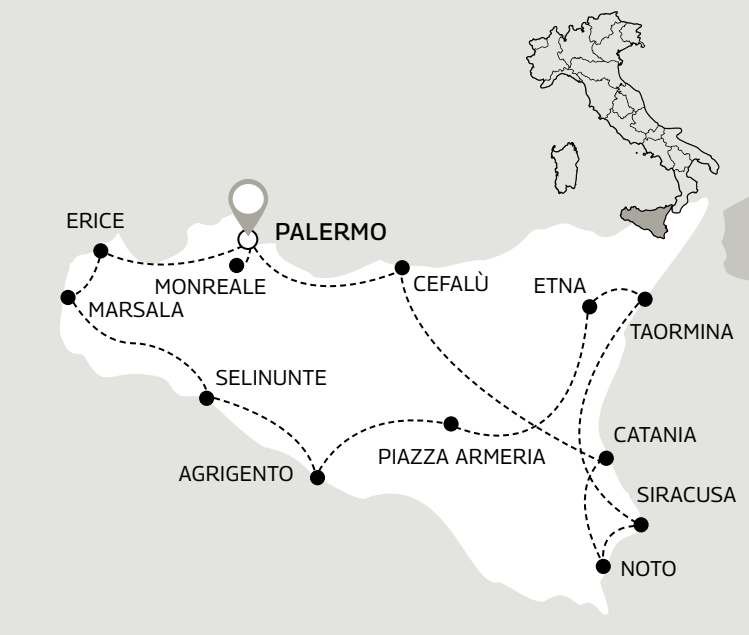 ERICE
PALERMO
MONREALE
CEFALÙ
ETNA
MARSALA
TAORMINA
SELINUNTE
CATANIA
PIAZZA ARMERIA
AGRIGENTO
SIRACUSA
NOTO